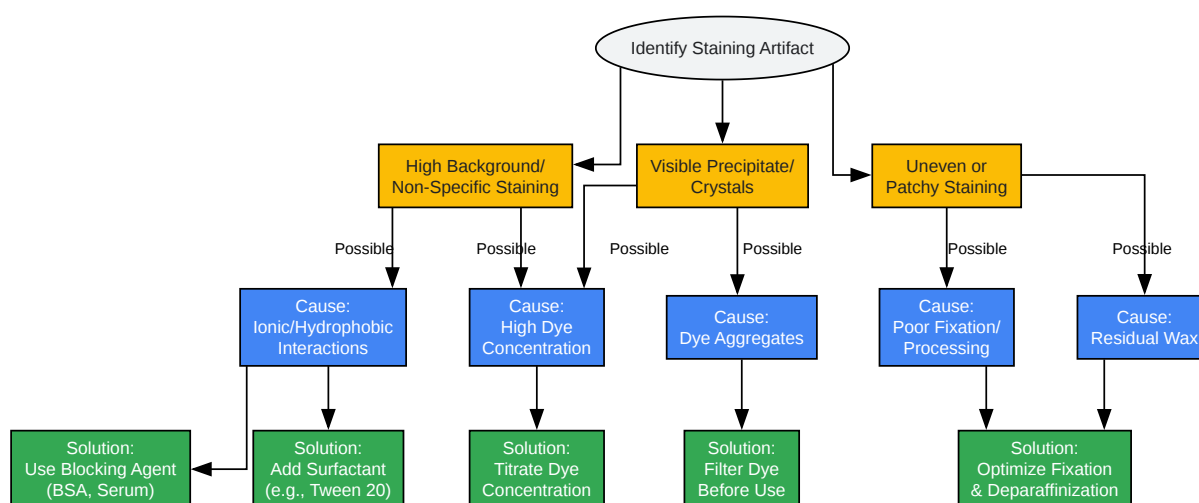 Identify Staining Artifact
High Background/
Non-Specific Staining
Visible Precipitate/
Crystals
Uneven or
Patchy Staining
Possible
Possible
Possible
Possible
Possible
Possible
Cause:
Ionic/Hydrophobic
Interactions
Cause:
High Dye
Concentration
Cause:
Dye Aggregates
Cause:
Poor Fixation/
Processing
Cause:
Residual Wax
Solution:
Use Blocking Agent
(BSA, Serum)
Solution:
Add Surfactant
(e.g., Tween 20)
Solution:
Titrate Dye
Concentration
Solution:
Filter Dye
Before Use
Solution:
Optimize Fixation
& Deparaffinization